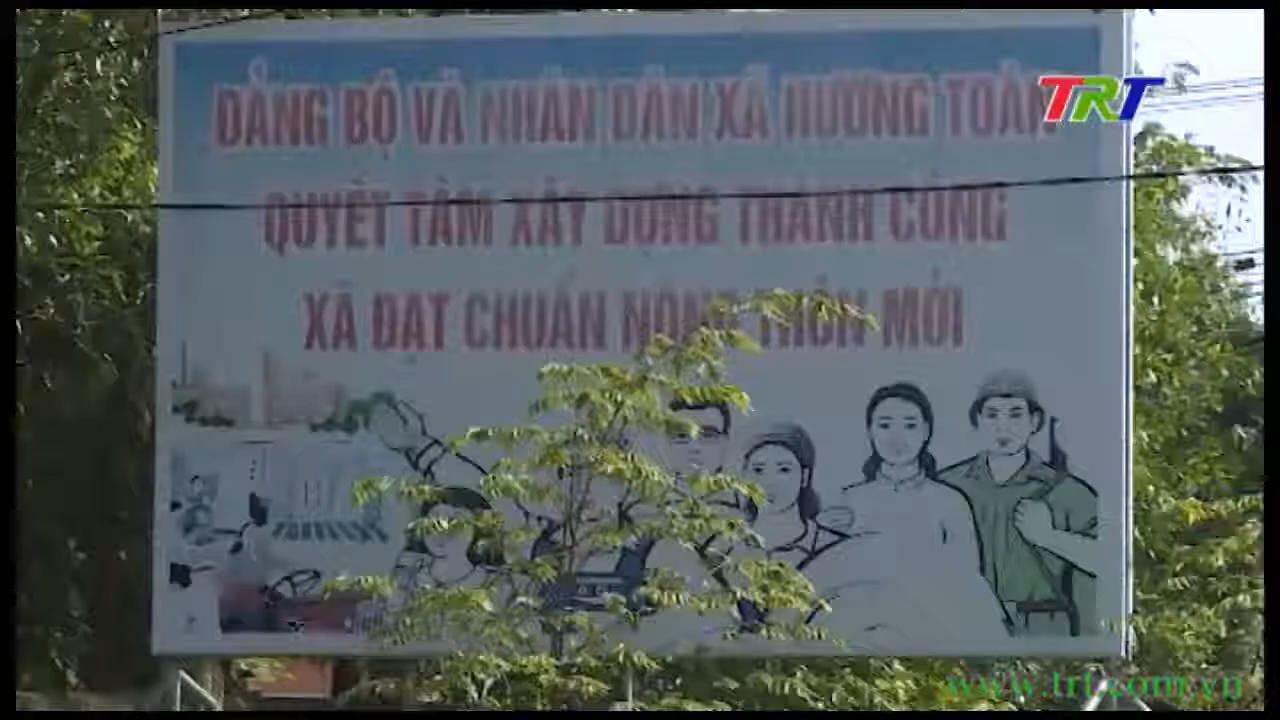 ĐẢNG BỘ VÀ NHÂN DÂN XÃ HƯƠNG TOÀN
TRT
QUYẾT TÂM XÂY DỰNG THÀNH CÔNG
XÃ ĐẠT CHUẨN NÔNG THÔN MỚI
www.trt.com.vn